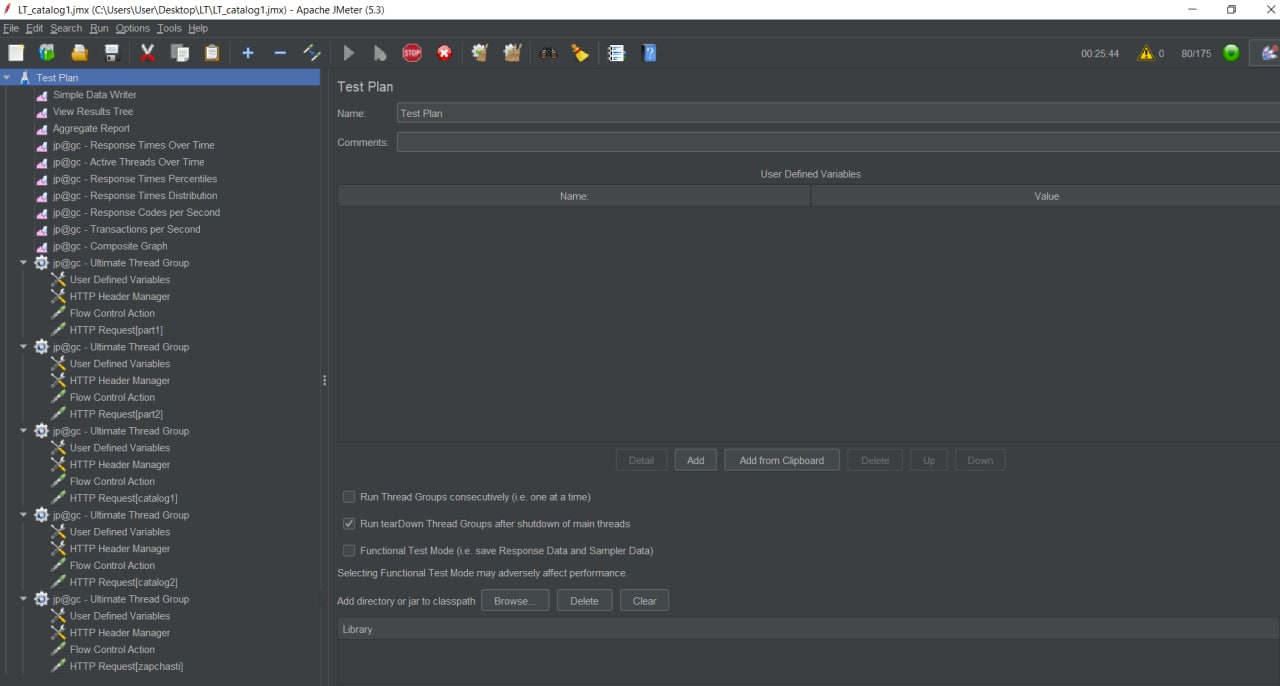 LT_catalog1.jmx (C:\Users\User\Desktop\LT\LT_catalog1.jmx) - Apache JMeter (5.3)
File Edit Search Run Options Tools Help
STOP 00:25:44 0 80/175
Test Plan
Simple Data Writer
View Results Tree
Aggregate Report
jp@gc - Response Times Over Time
jp@gc - Active Threads Over Time
jp@gc - Response Times Percentiles
jp@gc - Response Times Distribution
jp@gc - Response Codes per Second
jp@gc - Transactions per Second
jp@gc - Composite Graph
jp@gc - Ultimate Thread Group
User Defined Variables
HTTP Header Manager
Flow Control Action
HTTP Request[part1]
jp@gc - Ultimate Thread Group
User Defined Variables
HTTP Header Manager
Flow Control Action
HTTP Request[part2]
jp@gc - Ultimate Thread Group
User Defined Variables
HTTP Header Manager
Flow Control Action
HTTP Request[catalog1]
jp@gc - Ultimate Thread Group
User Defined Variables
HTTP Header Manager
Flow Control Action
HTTP Request[catalog2]
jp@gc - Ultimate Thread Group
User Defined Variables
HTTP Header Manager
Flow Control Action
HTTP Request[zapchasti]
Test Plan
Name: Test Plan
Comments:
User Defined Variables
Name: Value
Detail Add Add from Clipboard Delete Up Down
Run Thread Groups consecutively (i.e. one at a time)
Run tearDown Thread Groups after shutdown of main threads
Functional Test Mode (i.e. save Response Data and Sampler Data)
Selecting Functional Test Mode may adversely affect performance.
Add directory or jar to classpath Browse... Delete Clear
Library